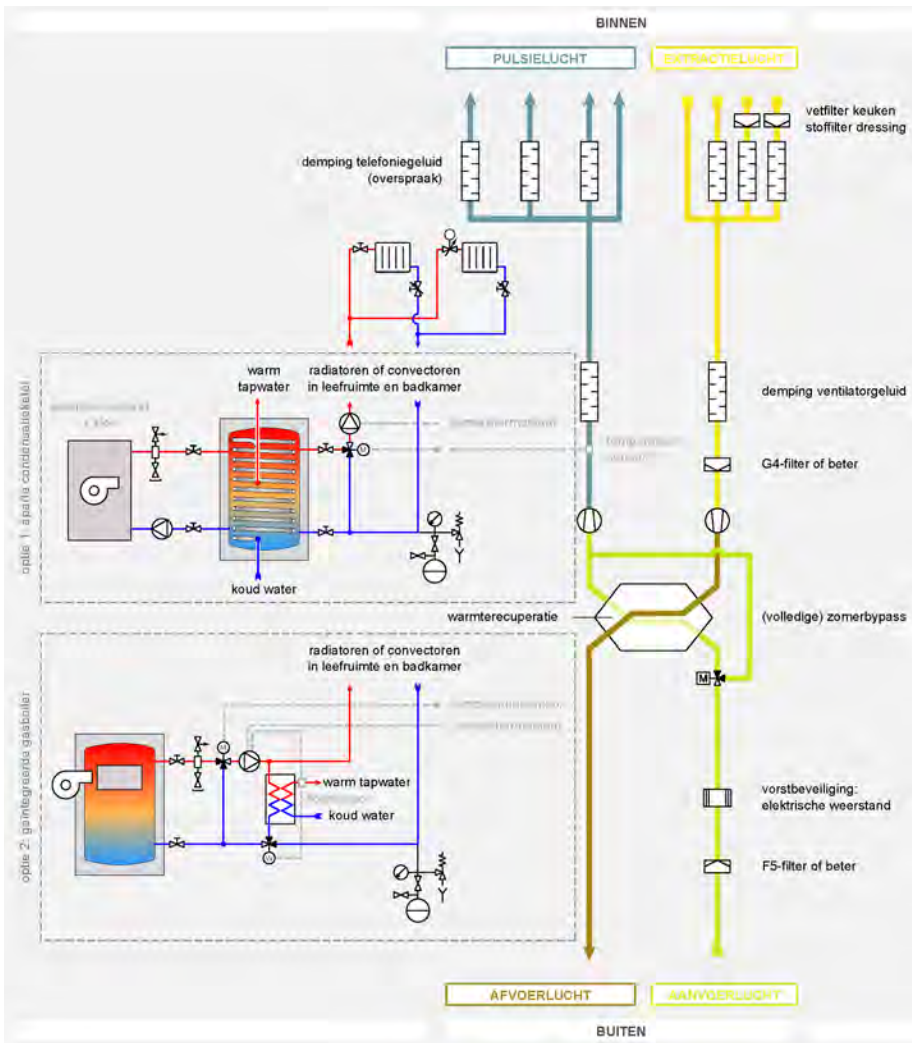 BINNEN
PULSIELUCHT
EXTRACTIELUCHT
vetfilter keuken
stoffilter dressing
demping telefoniegeluid
(overspraak)
optie 1: aparte condensatieketel
warm
tapwater
radiatoren of convectoren
in leefruimte en badkamer
demping ventilatorgeluid
M
G4-filter of beter
koud water
warmterecuperatie
(volledige) zomerbypass
M
optie 2: geïntegreerde gasboiler
radiatoren of convectoren
in leefruimte en badkamer
M
warm tapwater
koud water
vorstbeveiliging:
elektrische weerstand
F5-filter of beter
AFVOERLUCHT
AANVOERLUCHT
BUITEN